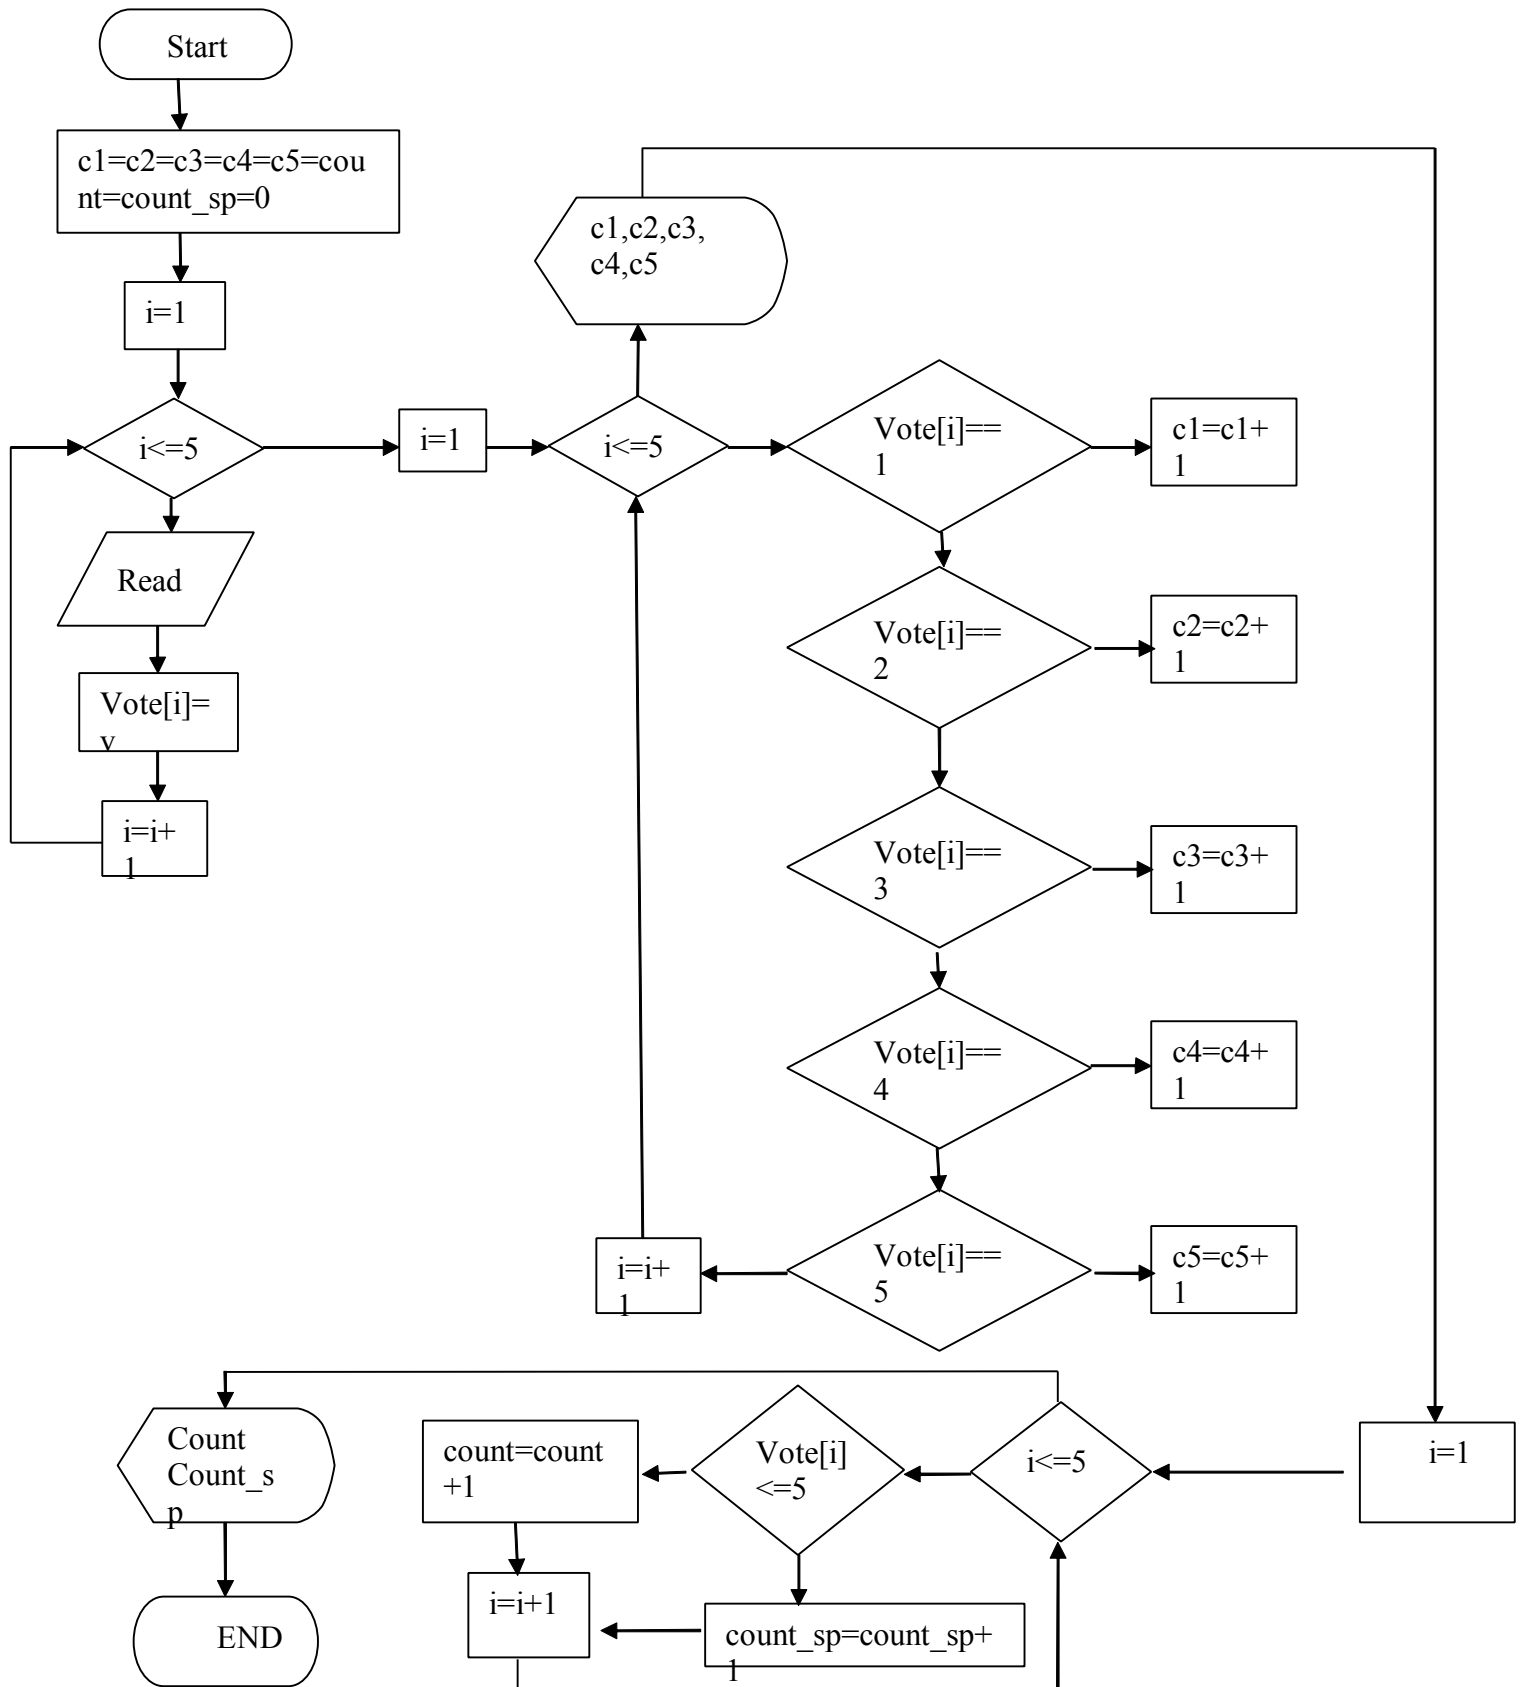 Start
c1=c2=c3=c4=c5=cou
nt=count_sp=0
i=1
i<=5
Read
Vote[i]=
v
i=i+
1
i=1
i<=5
c1,c2,c3,
c4,c5
Vote[i]==
1
c1=c1+
1
Vote[i]==
2
c2=c2+
1
Vote[i]==
3
c3=c3+
1
Vote[i]==
4
c4=c4+
1
Vote[i]==
5
c5=c5+
1
i=i+
1
i=1
i<=5
Vote[i]
<=5
count=count
+1
count_sp=count_sp+
1
i=i+1
Count
Count_s
p
END